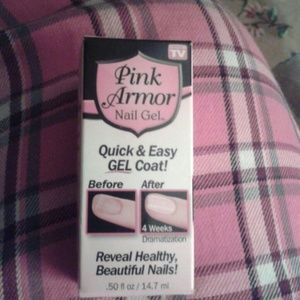 TV
Pink
Armor
Nail Gel™
Quick & Easy
GEL Coat!
Before After
4 Weeks
Dramatization
Reveal Healthy,
Beautiful Nails!
.50 fl oz / 14.7 ml